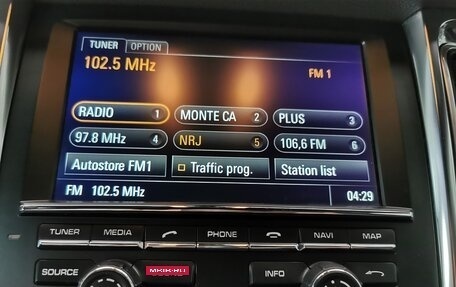 TUNER OPTION
102.5 MHz FM 1
RADIO 1 MONTE CA 2 PLUS 3
97.8 MHz 4 NRJ 5 106,6 FM 6
Autostore FM1 Traffic prog. Station list
FM 102.5 MHz 04:29
TUNER MEDIA PHONE NAVI MAP
SOURCE INFO
MIGTORG.RU